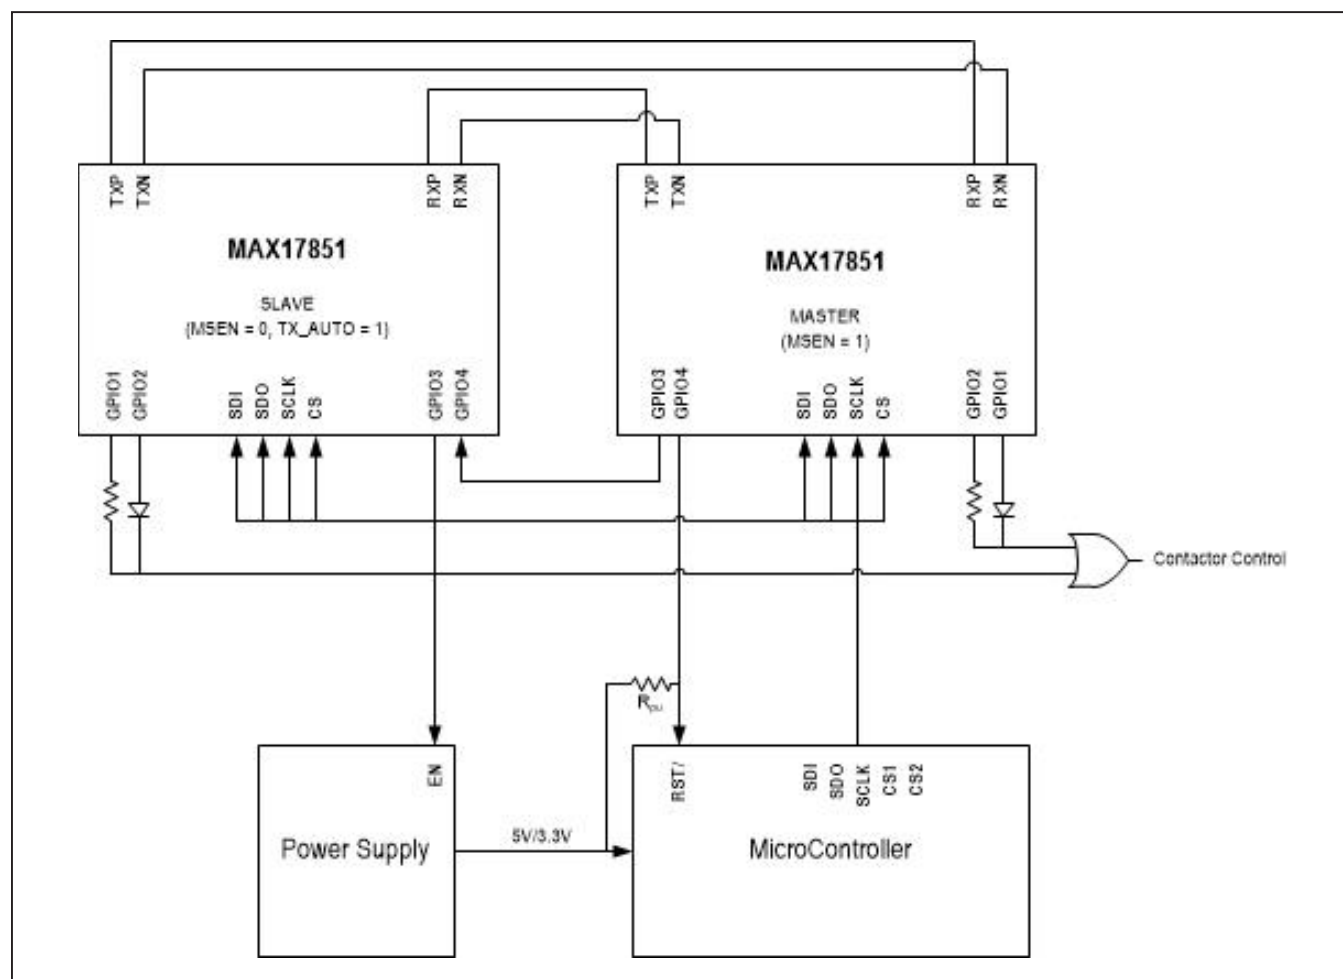 TXP
TXN
RXP
RXN
TXP
TXN
RXP
RXN
MAX17851
MAX17851
SLAVE
(MSEN = 0, TX_AUTO = 1)
MASTER
(MSEN = 1)
GPIO1
GPIO2
SDI
SDO
SCLK
CS
GPIO3
GPIO4
GPIO3
GPIO4
SDI
SDO
SCLK
CS
GPIO2
GPIO1
Contactor Control
Rpu
EN
RST/
SDI
SDO
SCLK
CS1
CS2
5V/3.3V
Power Supply
MicroController